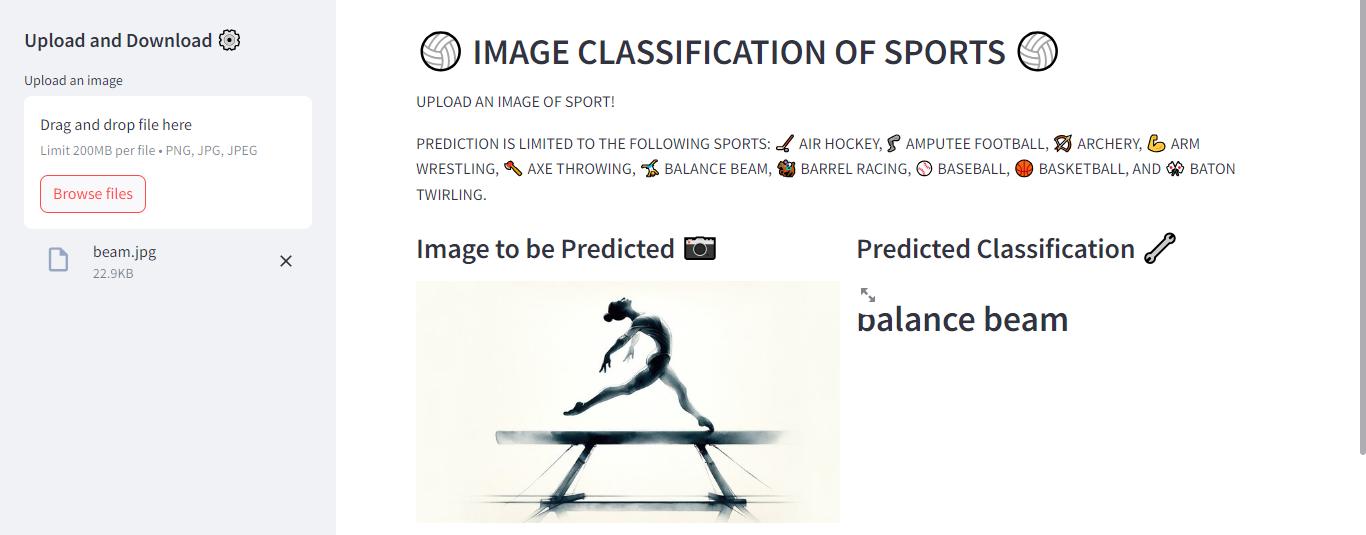 Upload and Download
Upload an image
Drag and drop file here
Limit 200MB per file • PNG, JPG, JPEG
Browse files
beam.jpg
22.9KB
IMAGE CLASSIFICATION OF SPORTS
UPLOAD AN IMAGE OF SPORT!
PREDICTION IS LIMITED TO THE FOLLOWING SPORTS: AIR HOCKEY, AMPUTEE FOOTBALL, ARCHERY, ARM
WRESTLING, AXE THROWING, BALANCE BEAM, BARREL RACING, BASEBALL, BASKETBALL, AND BATON
TWIRLING.
Image to be Predicted
Predicted Classification
balance beam